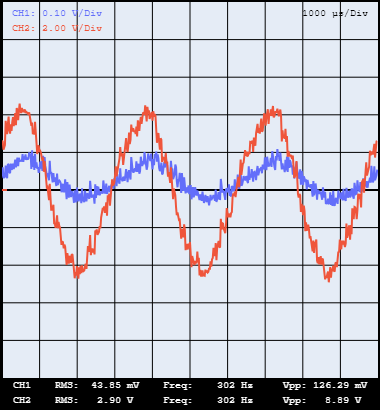 CH1: 0.10 V/Div
1000 µs/Div
CH2: 2.00 V/Div
CH1 RMS: 43.85 mV Freq: 302 Hz Vpp: 126.29 mV
CH2 RMS: 2.90 V Freq: 302 Hz Vpp: 8.89 V